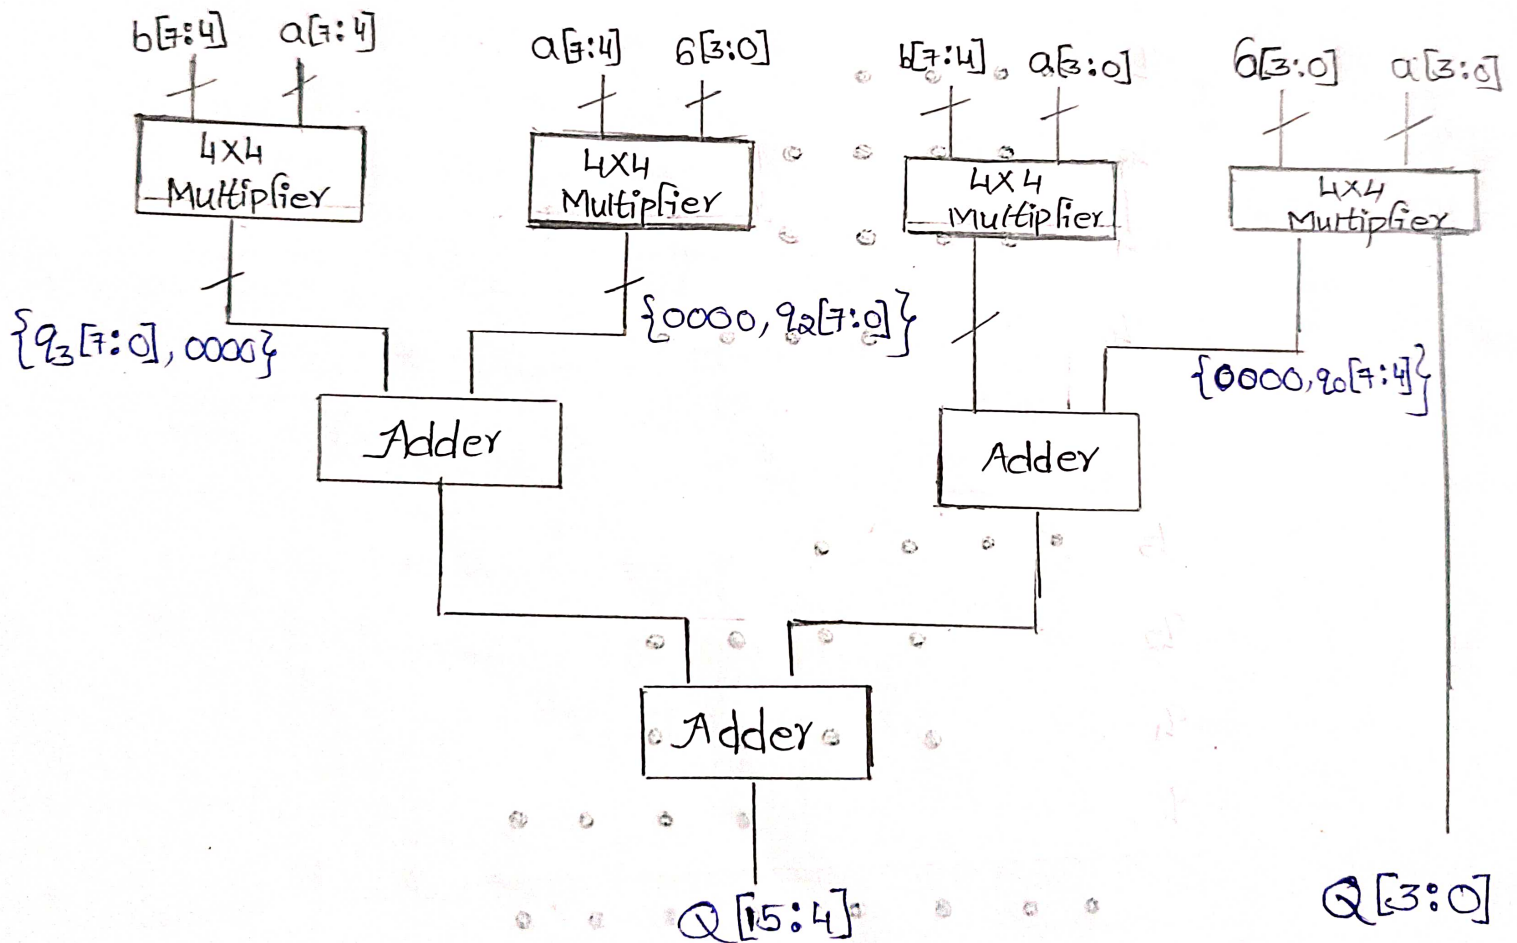 b[7:4] a[7:4]
a[7:4] b[3:0]
b[7:4] a[3:0]
b[3:0] a[3:0]
4X4
Multiplier
4X4
Multiplier
4X4
Multiplier
4X4
Multiplier
{q3[7:0], 0000}
{0000, q2[7:0]}
{0000, q0[7:4]}
Adder
Adder
Adder
Q[15:4]
Q[3:0]